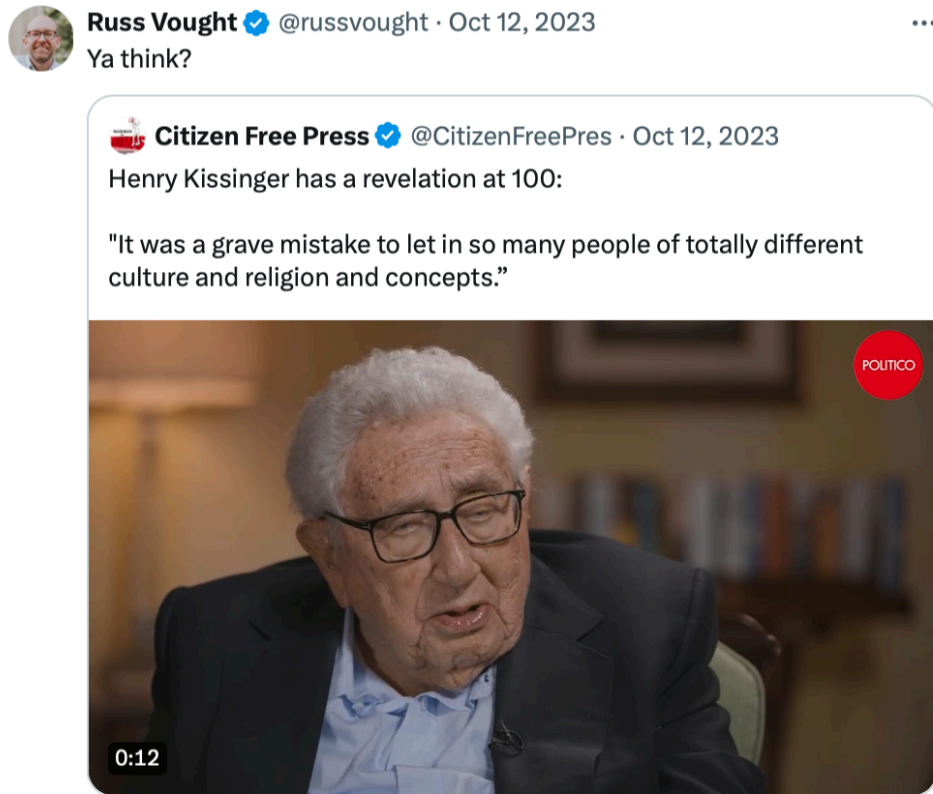 Russ Vought @russvought · Oct 12, 2023
Ya think?
Citizen Free Press @CitizenFreePres · Oct 12, 2023
Henry Kissinger has a revelation at 100:
"It was a grave mistake to let in so many people of totally different
culture and religion and concepts.”
POLITICO
0:12